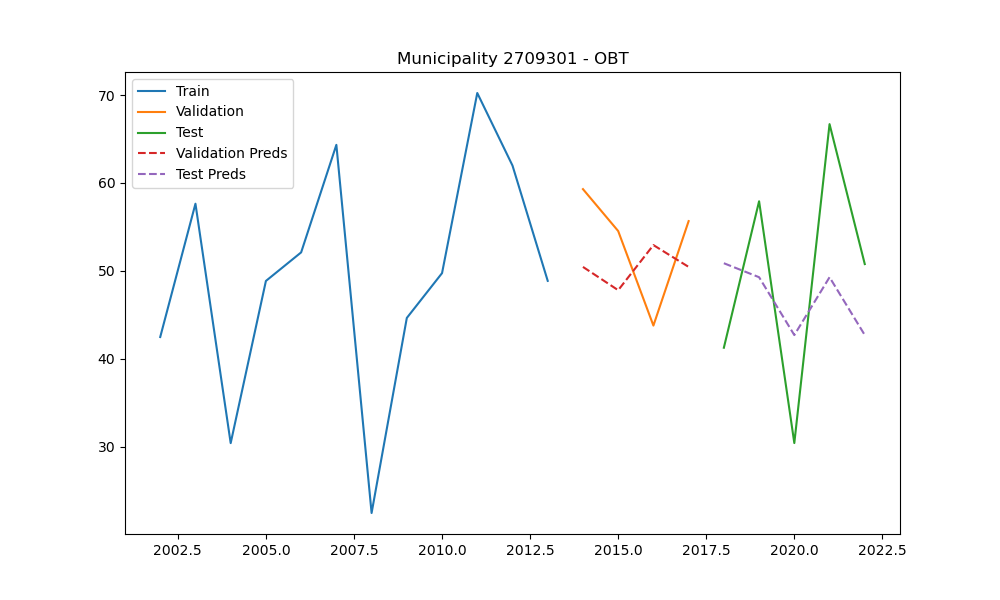 Municipality 2709301 - OBT
Train
Validation
Test
Validation Preds
Test Preds
70
60
50
40
30
2002.5 2005.0 2007.5 2010.0 2012.5 2015.0 2017.5 2020.0 2022.5